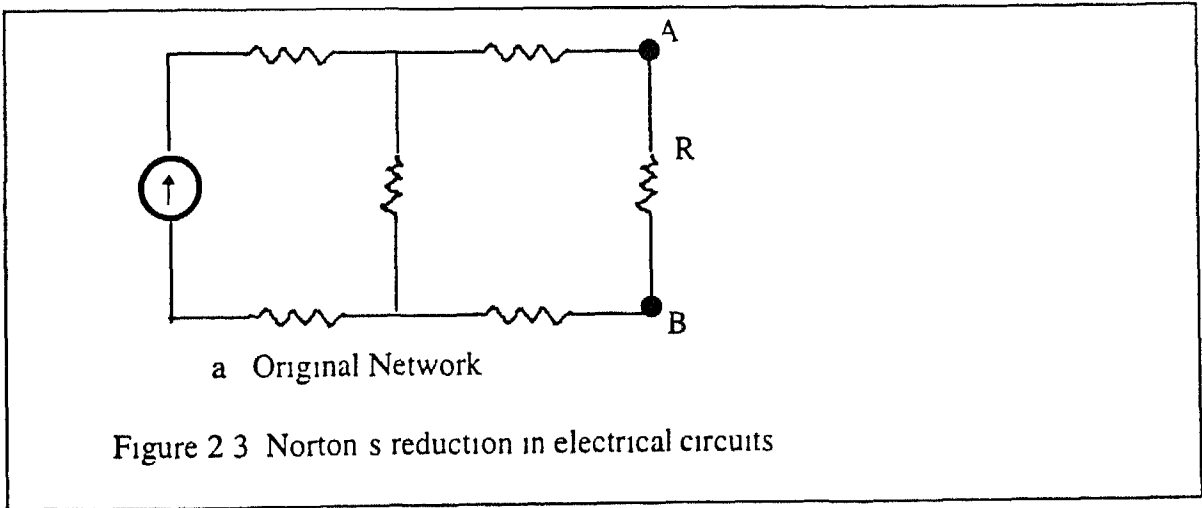 A
R
B
a Original Network
Figure 2 3 Norton s reduction in electrical circuits